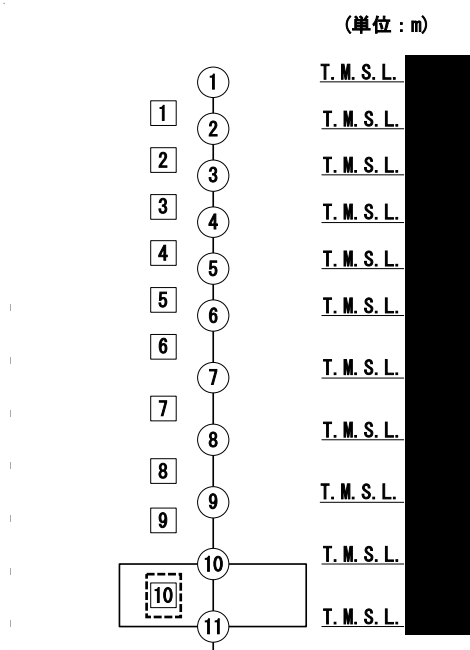 (単位：m)
① T.M.S.L.
1
② T.M.S.L.
2
③ T.M.S.L.
3
④ T.M.S.L.
4
⑤ T.M.S.L.
5
⑥ T.M.S.L.
6
⑦ T.M.S.L.
7
⑧ T.M.S.L.
8
⑨ T.M.S.L.
9
⑩ T.M.S.L.
10
⑪ T.M.S.L.